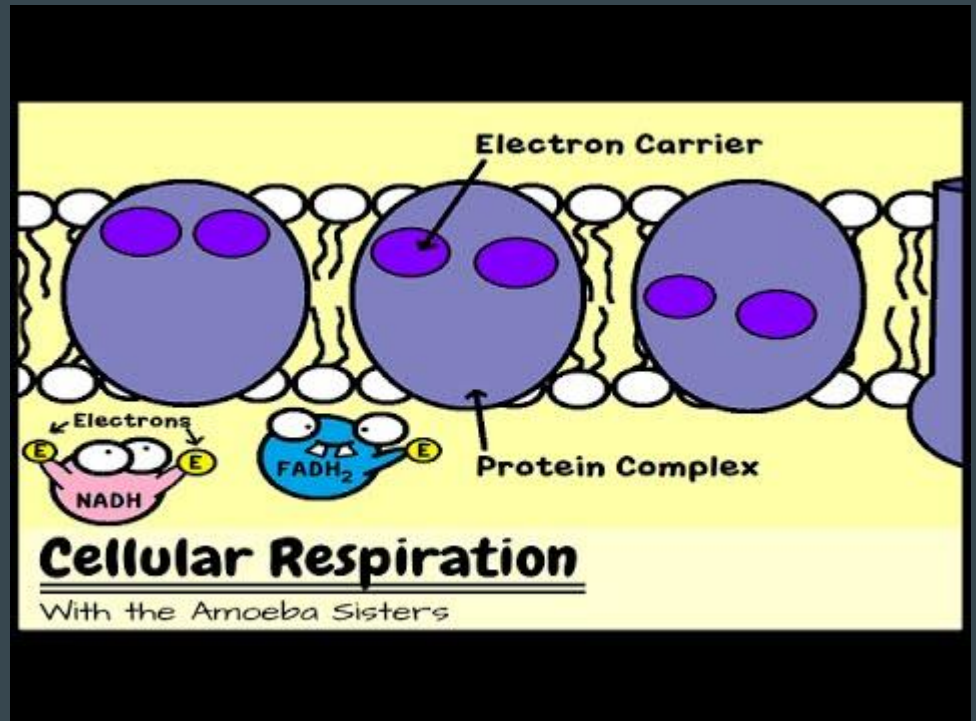 Electron Carrier
Electrons
E
E
E
NADH
FADH2
Protein Complex
Cellular Respiration
With the Amoeba Sisters